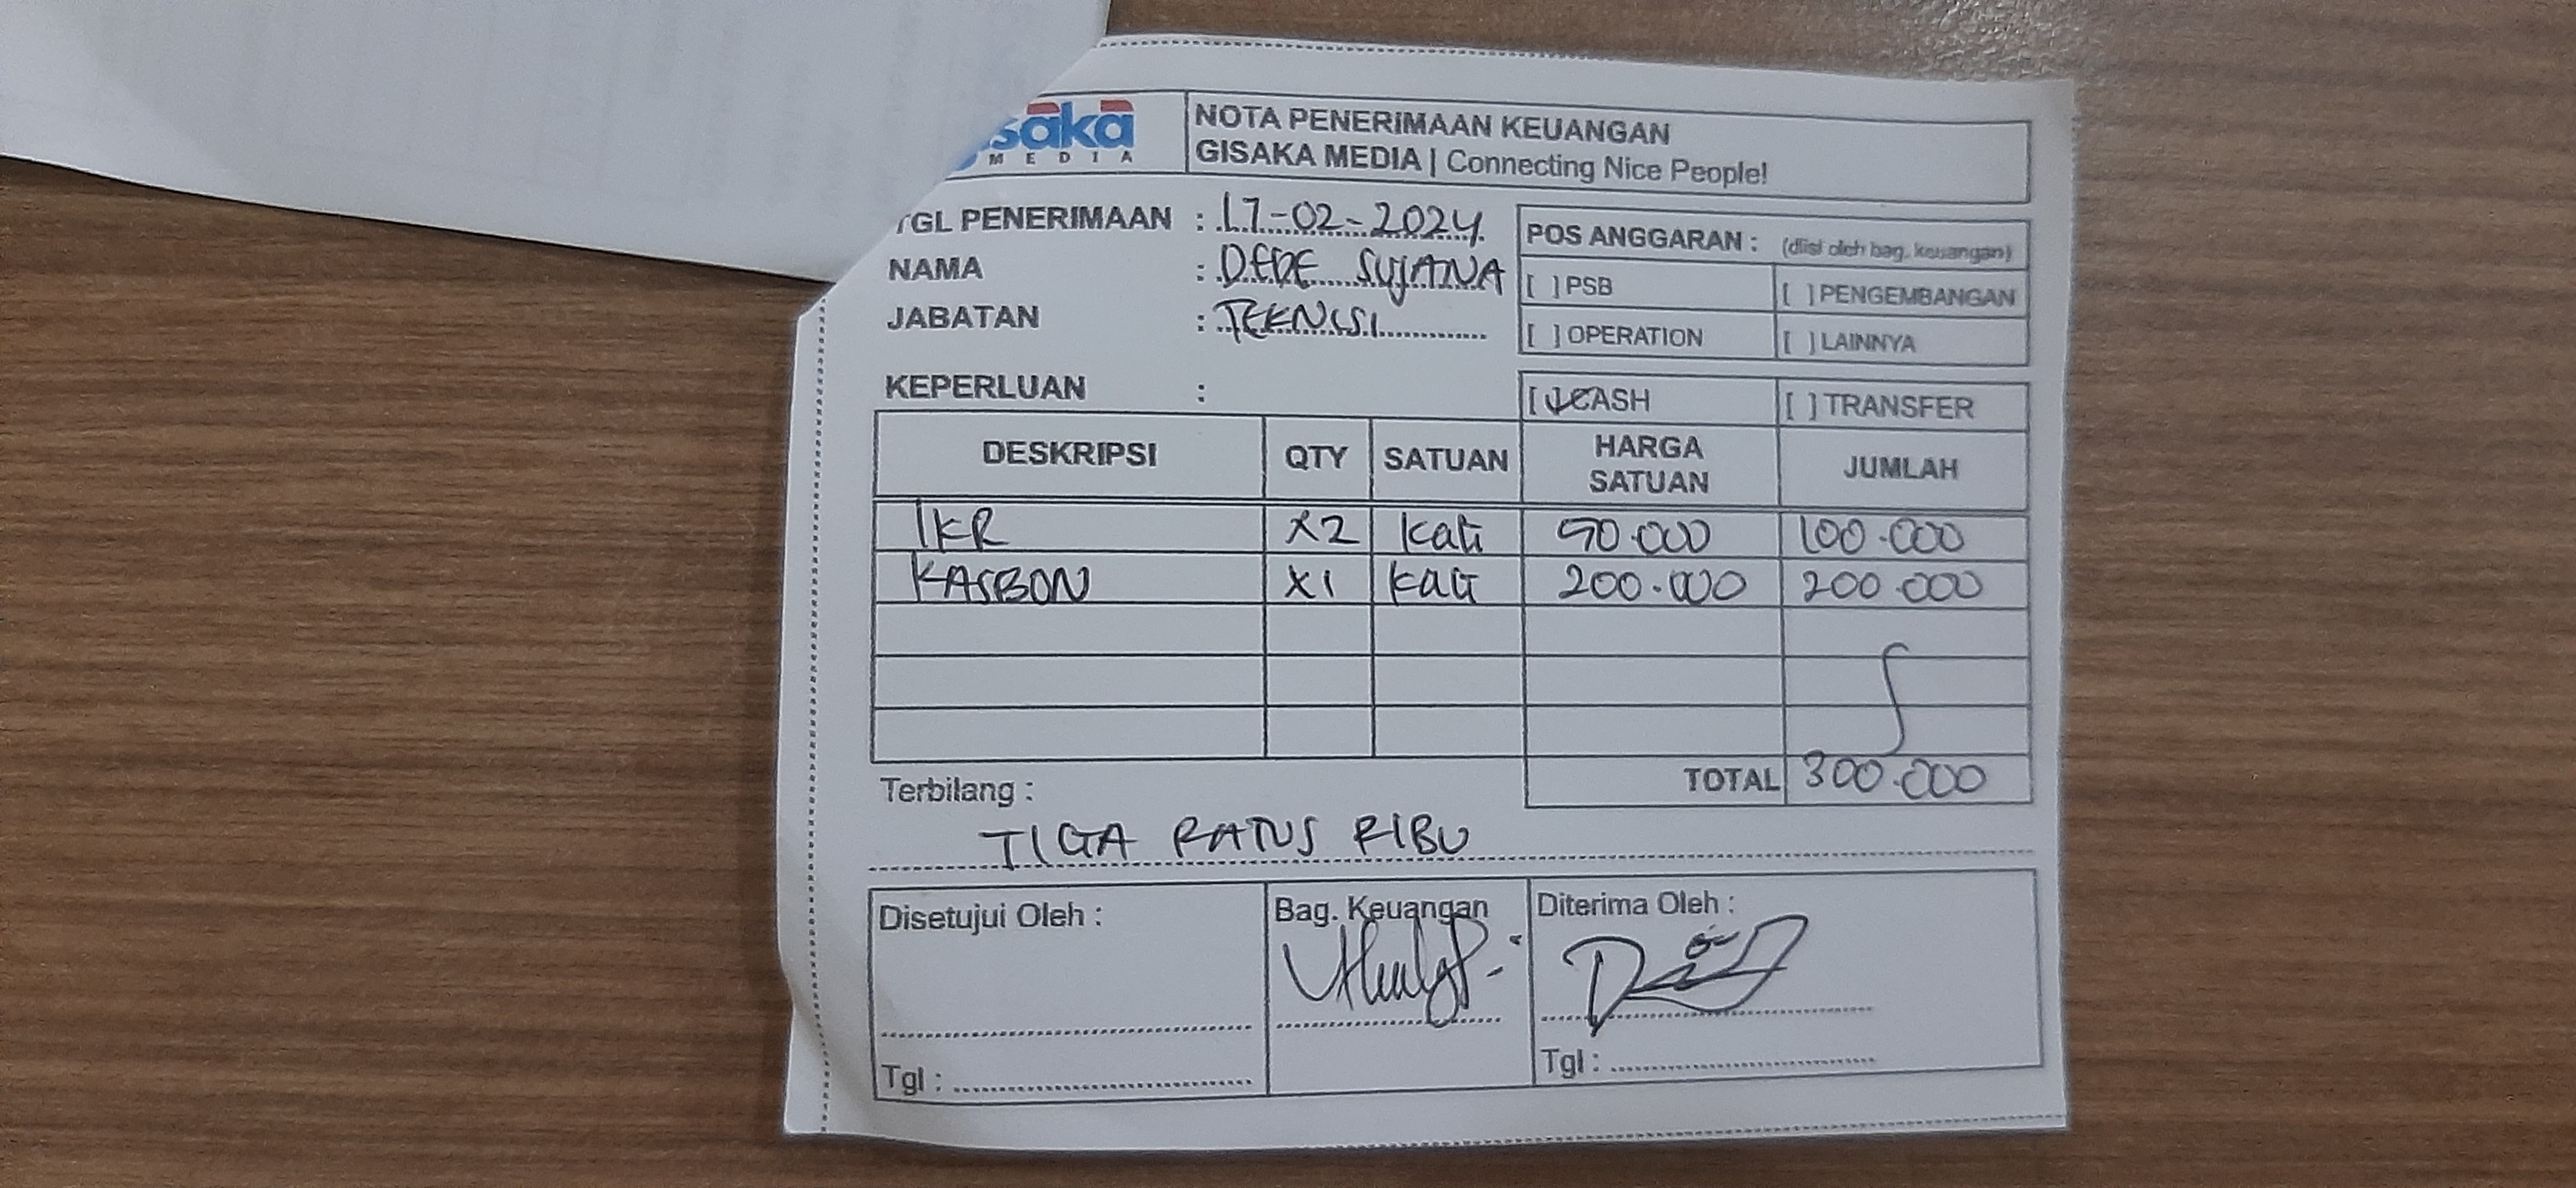 saka
MEDIA
NOTA PENERIMAAN KEUANGAN
GISAKA MEDIA | Connecting Nice People!
TGL PENERIMAAN : 17-02-2024
NAMA : DEDE SUJANA
JABATAN : TEKNISI
POS ANGGARAN : (diisi oleh bag. keuangan)
[ ] PSB [ ] PENGEMBANGAN
[ ] OPERATION [ ] LAINNYA
KEPERLUAN :
[✓] CASH [ ] TRANSFER
DESKRIPSI QTY SATUAN HARGA SATUAN JUMLAH
IKR x2 Kali 50.000 100.000
KASBON x1 Kali 200.000 200.000
TOTAL 300.000
Terbilang :
TIGA RATUS RIBU
Disetujui Oleh : Bag. Keuangan Diterima Oleh :
Tgl : Tgl :